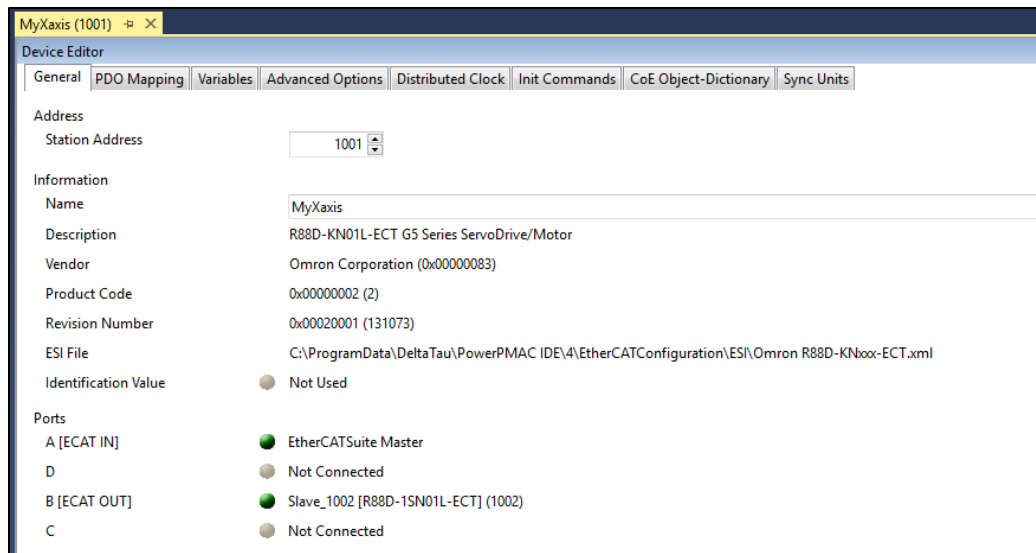 MyXaxis (1001)
Device Editor
General PDO Mapping Variables Advanced Options Distributed Clock Init Commands CoE Object-Dictionary Sync Units
Address
Station Address 1001
Information
Name MyXaxis
Description R88D-KN01L-ECT G5 Series ServoDrive/Motor
Vendor Omron Corporation (0x00000083)
Product Code 0x00000002 (2)
Revision Number 0x00020001 (131073)
ESI File C:\ProgramData\DeltaTau\PowerPMAC IDE\4\EtherCATConfiguration\ESI\Omron R88D-KNxxx-ECT.xml
Identification Value Not Used
Ports
A [ECAT IN] EtherCATSuite Master
D Not Connected
B [ECAT OUT] Slave_1002 [R88D-1SN01L-ECT] (1002)
C Not Connected